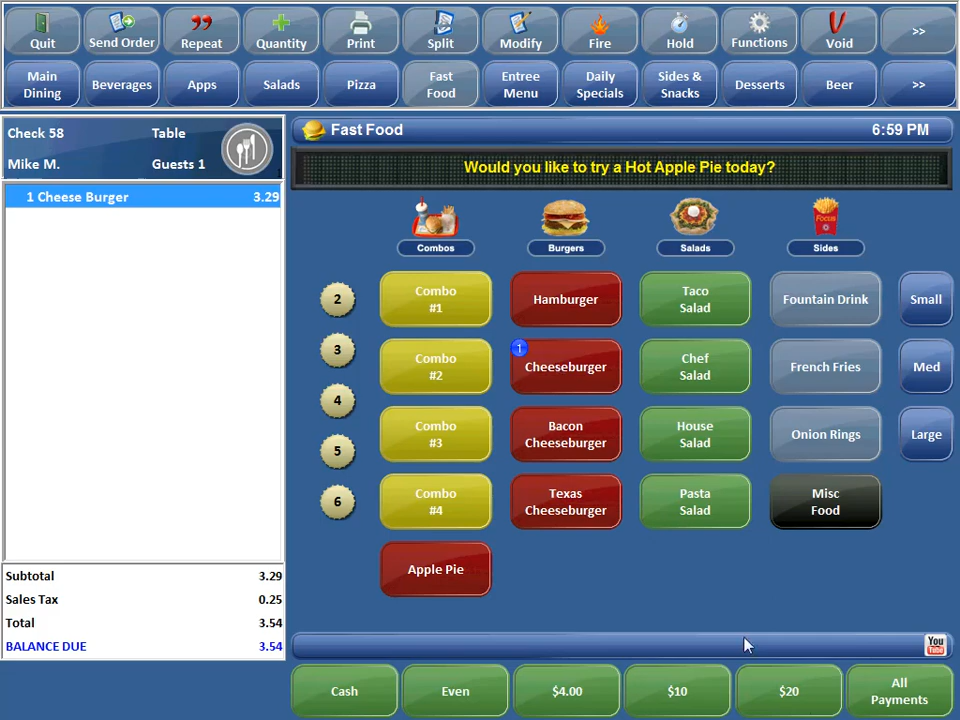 Quit
Send Order
Repeat
Quantity
Print
Split
Modify
Fire
Hold
Functions
Void
>>
Main
Dining
Beverages
Apps
Salads
Pizza
Fast
Food
Entree
Menu
Daily
Specials
Sides &
Snacks
Desserts
Beer
>>
Check 58
Table
Mike M.
Guests 1
1 Cheese Burger 3.29
Subtotal 3.29
Sales Tax 0.25
Total 3.54
BALANCE DUE 3.54
Fast Food
6:59 PM
Would you like to try a Hot Apple Pie today?
FOCUS
Combos
Burgers
Salads
Sides
2
Combo
#1
Hamburger
Taco
Salad
Fountain Drink
Small
3
Combo
#2
1
Cheeseburger
Chef
Salad
French Fries
Med
4
Combo
#3
Bacon
Cheeseburger
House
Salad
Onion Rings
Large
5
6
Combo
#4
Texas
Cheeseburger
Pasta
Salad
Misc
Food
Apple Pie
You
Tube
Cash
Even
$4.00
$10
$20
All
Payments